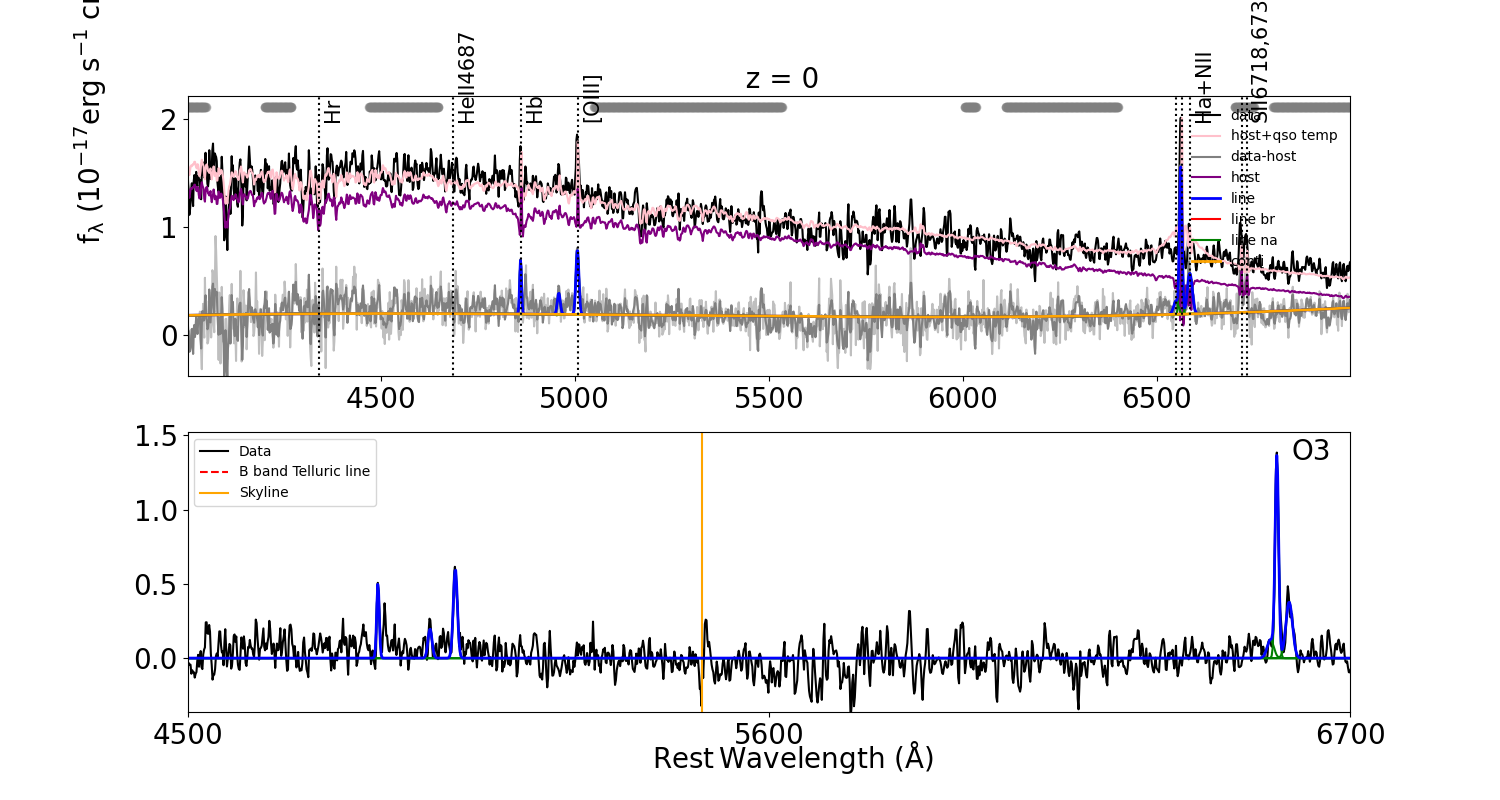 z = 0
f_λ (10^−17 erg s^−1 c
Hr
HeII4687
Hb
[OIII]
Ha+NII
SII6718,673
2
1
0
data
host+qso temp
data-host
host
line
line br
line na
4500
5000
5500
6000
6500
1.5
1.0
0.5
0.0
Data
B band Telluric line
Skyline
O3
4500
5600
6700
Rest Wavelength (Å)